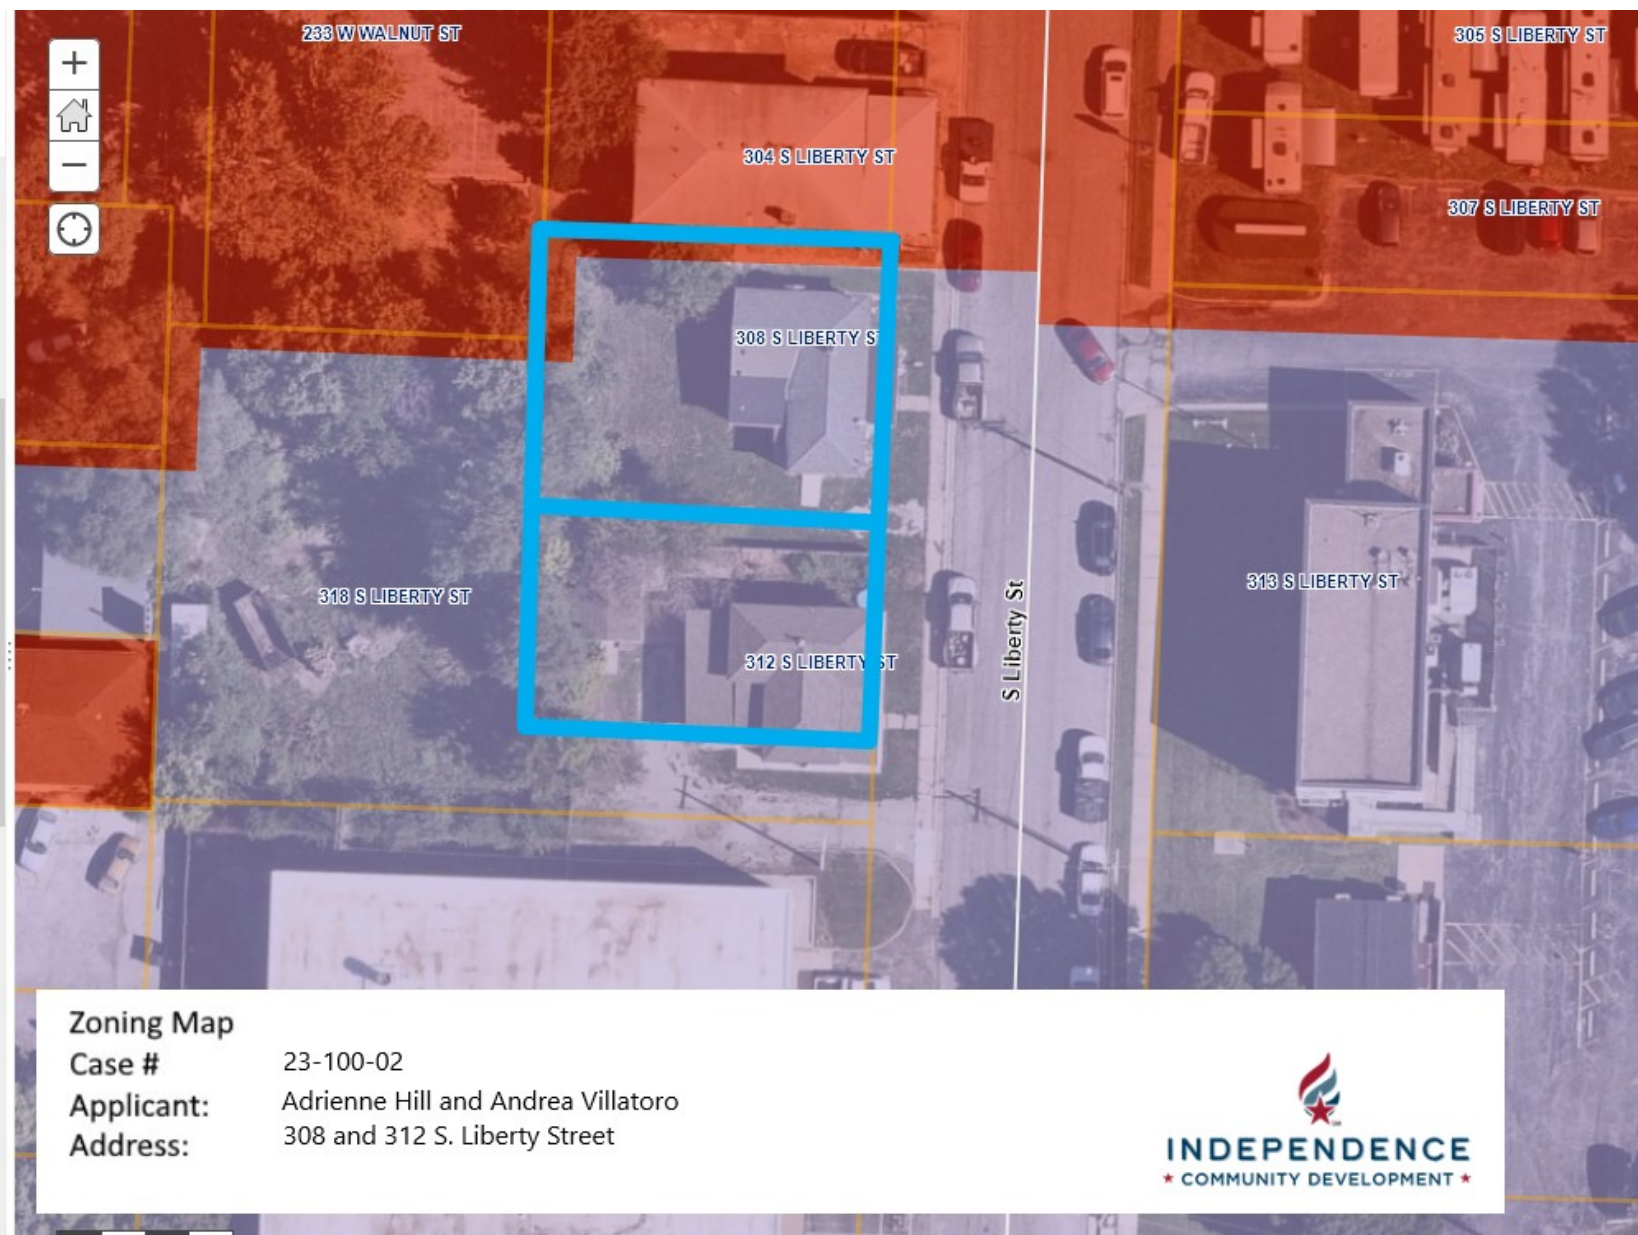 233 W WALNUT ST
305 S LIBERTY ST
304 S LIBERTY ST
307 S LIBERTY ST
308 S LIBERTY ST
318 S LIBERTY ST
313 S LIBERTY ST
312 S LIBERTY ST
S Liberty St
Zoning Map
Case # 23-100-02
Applicant: Adrienne Hill and Andrea Villatoro
Address: 308 and 312 S. Liberty Street
INDEPENDENCE
★ COMMUNITY DEVELOPMENT ★